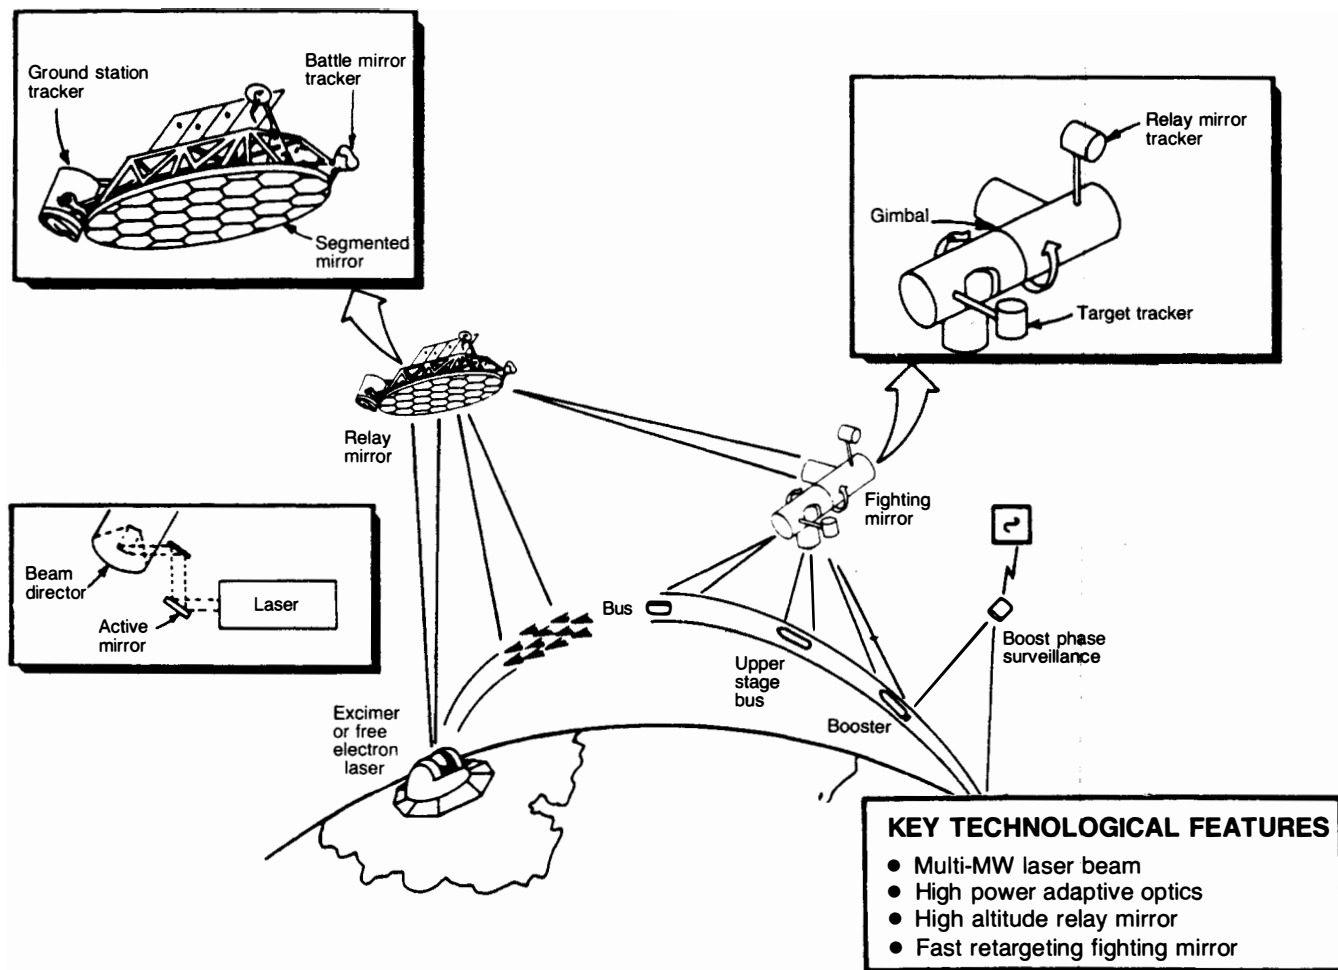 Ground station
tracker
Battle mirror
tracker
Segmented
mirror
Relay mirror
tracker
Gimbal
Target tracker
Relay
mirror
Fighting
mirror
Beam
director
Active
mirror
Laser
Bus
Upper
stage
bus
Booster
Boost phase
surveillance
Excimer
or free
electron
laser
KEY TECHNOLOGICAL FEATURES
● Multi-MW laser beam
● High power adaptive optics
● High altitude relay mirror
● Fast retargeting fighting mirror